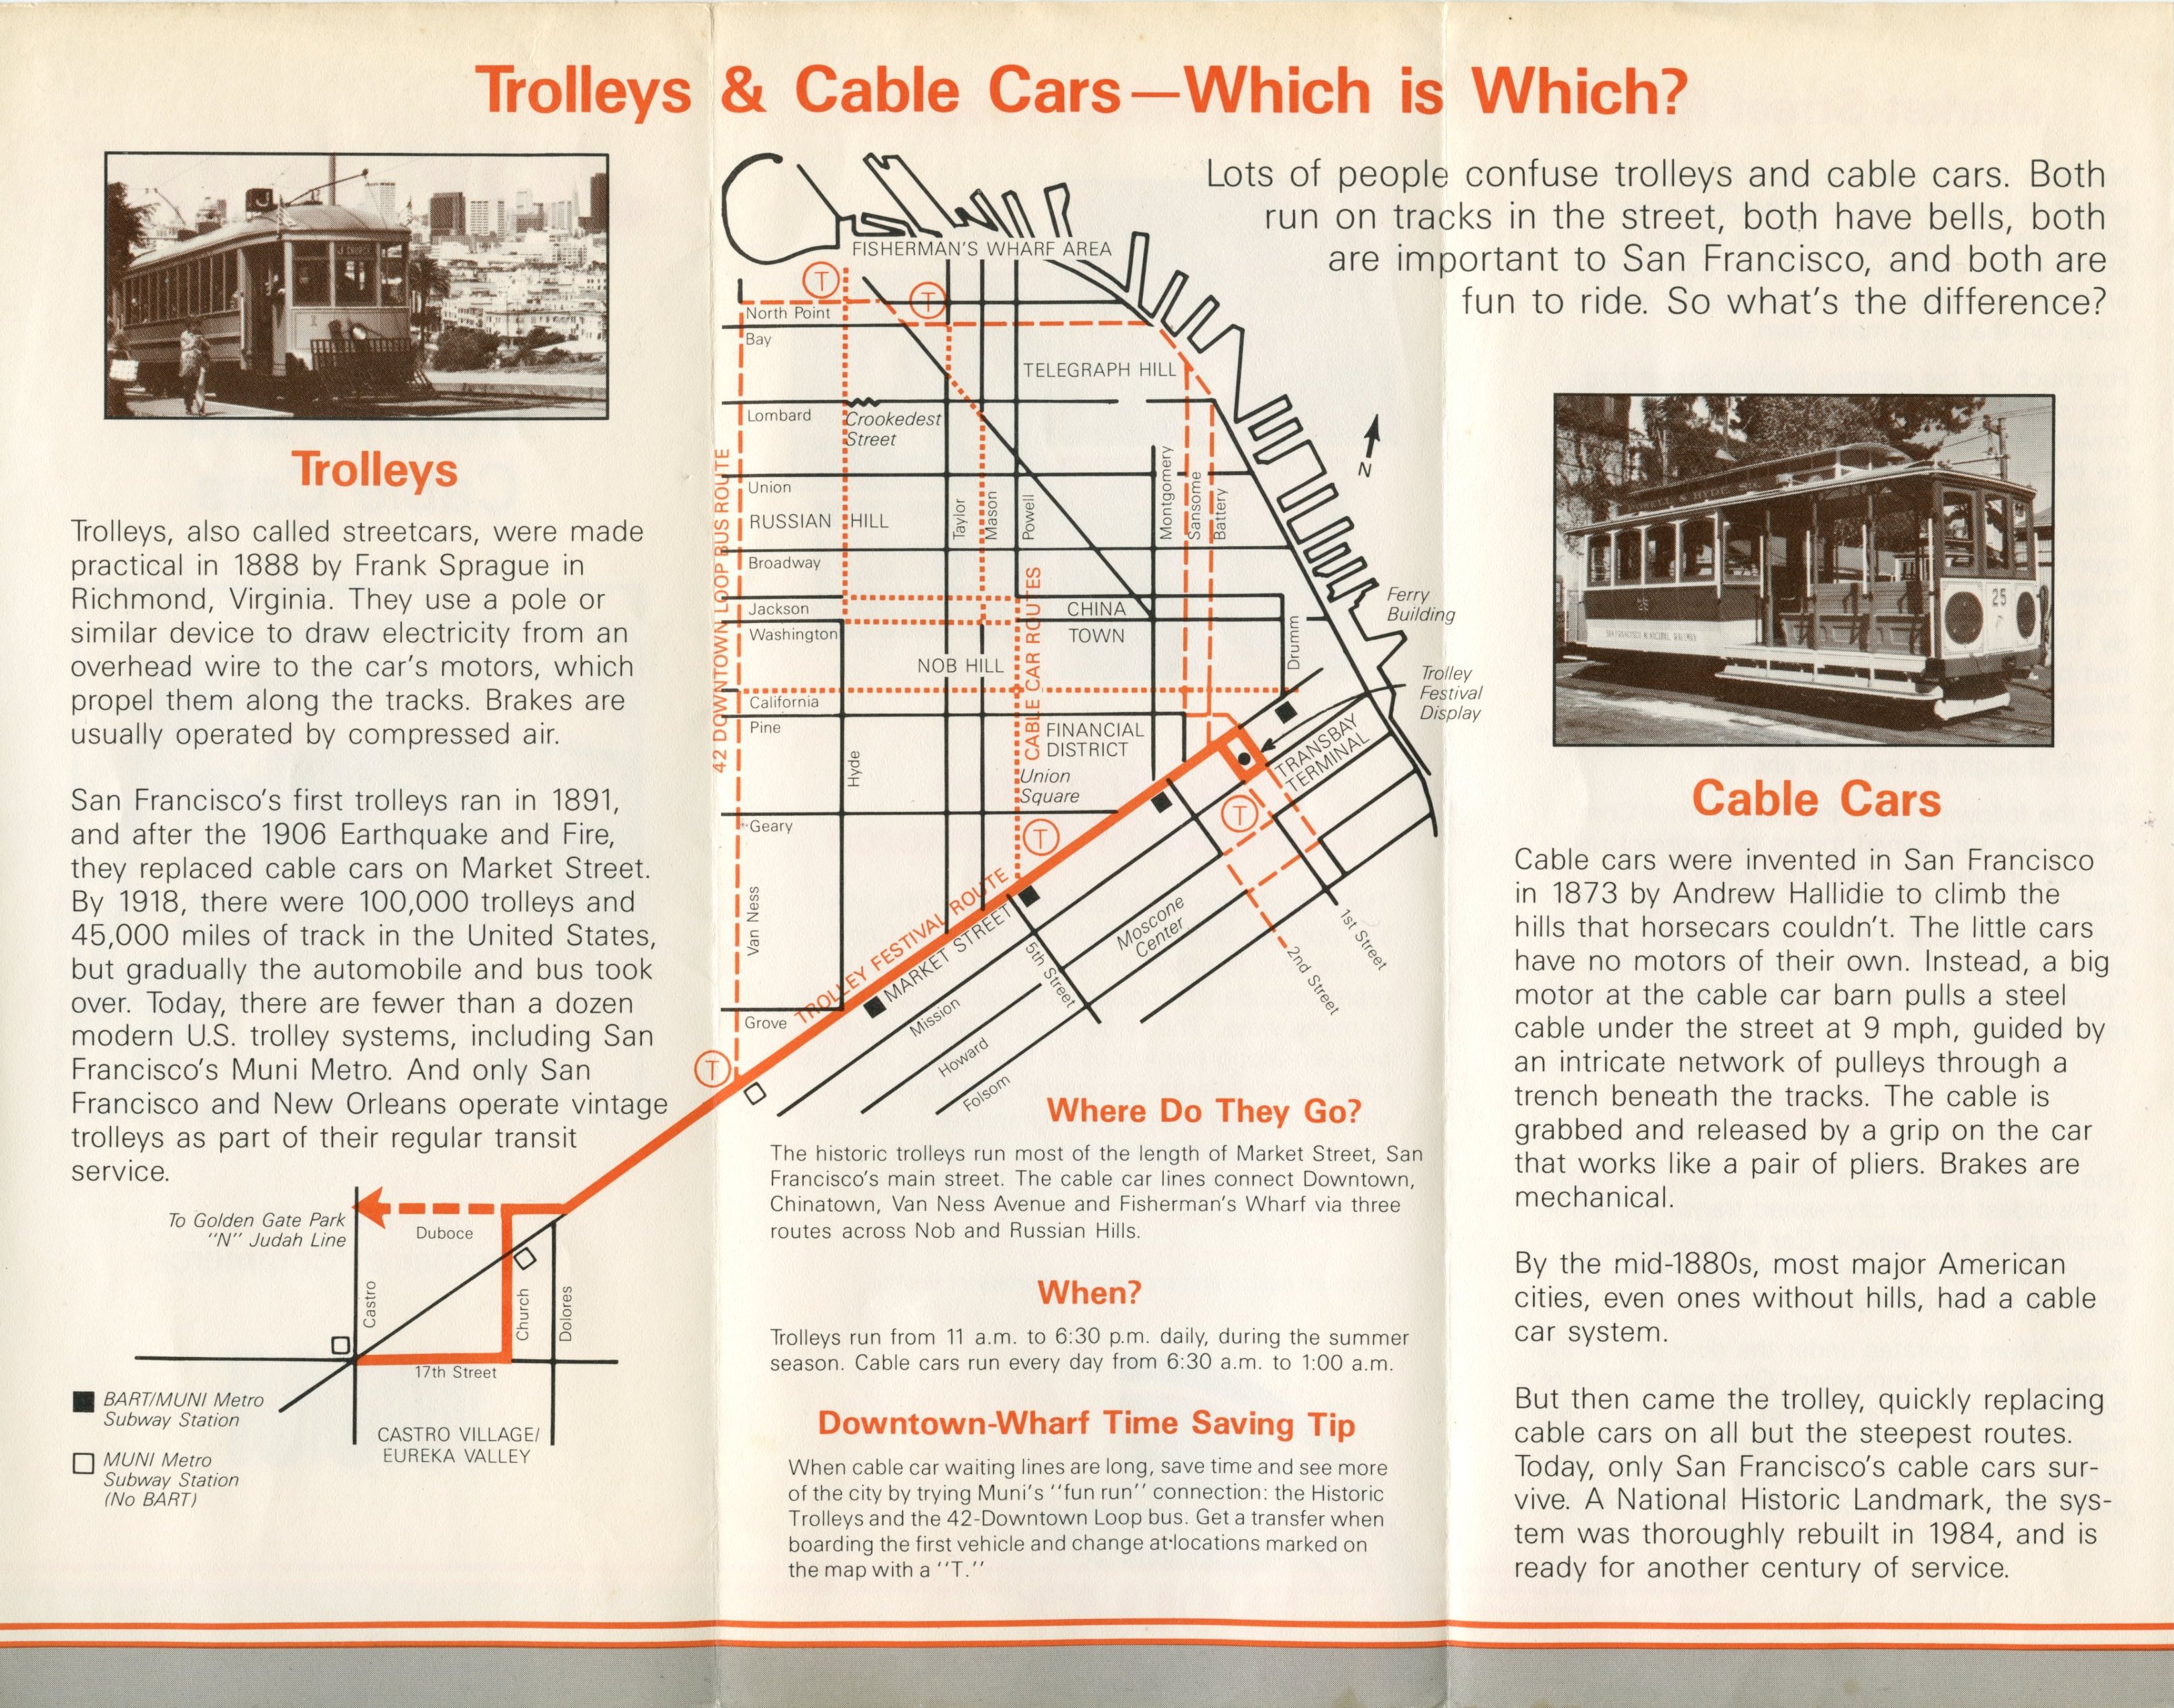 Trolleys & Cable Cars—Which is Which?
Lots of people confuse trolleys and cable cars. Both
run on tracks in the street, both have bells, both
are important to San Francisco, and both are
fun to ride. So what's the difference?
J
1
Trolleys
Trolleys, also called streetcars, were made
practical in 1888 by Frank Sprague in
Richmond, Virginia. They use a pole or
similar device to draw electricity from an
overhead wire to the car's motors, which
propel them along the tracks. Brakes are
usually operated by compressed air.
San Francisco's first trolleys ran in 1891,
and after the 1906 Earthquake and Fire,
they replaced cable cars on Market Street.
By 1918, there were 100,000 trolleys and
45,000 miles of track in the United States,
but gradually the automobile and bus took
over. Today, there are fewer than a dozen
modern U.S. trolley systems, including San
Francisco's Muni Metro. And only San
Francisco and New Orleans operate vintage
trolleys as part of their regular transit
service.
To Golden Gate Park
"N" Judah Line
Duboce
Castro
Church
Dolores
17th Street
CASTRO VILLAGE/
EUREKA VALLEY
BART/MUNI Metro
Subway Station
MUNI Metro
Subway Station
(No BART)
FISHERMAN'S WHARF AREA
T
T
North Point
Bay
TELEGRAPH HILL
Lombard
Crookedest
Street
N
42 DOWNTOWN LOOP BUS ROUTE
Union
RUSSIAN HILL
Taylor
Mason
Powell
Montgomery
Sansome
Battery
Broadway
CABLE CAR ROUTES
Jackson
CHINA
TOWN
Washington
NOB HILL
Drumm
Ferry
Building
Trolley
Festival
Display
California
Pine
FINANCIAL
DISTRICT
TRANSBAY
TERMINAL
Hyde
Union
Square
T
T
Geary
Van Ness
TROLLEY FESTIVAL ROUTE
MARKET STREET
Moscone
Center
5th Street
1st Street
2nd Street
Grove
Mission
Howard
Folsom
T
Where Do They Go?
The historic trolleys run most of the length of Market Street, San
Francisco's main street. The cable car lines connect Downtown,
Chinatown, Van Ness Avenue and Fisherman's Wharf via three
routes across Nob and Russian Hills.
When?
Trolleys run from 11 a.m. to 6:30 p.m. daily, during the summer
season. Cable cars run every day from 6:30 a.m. to 1:00 a.m.
Downtown-Wharf Time Saving Tip
When cable car waiting lines are long, save time and see more
of the city by trying Muni's "fun run" connection: the Historic
Trolleys and the 42-Downtown Loop bus. Get a transfer when
boarding the first vehicle and change at locations marked on
the map with a "T."
POWELL & HYDE STS.
25
25
Cable Cars
Cable cars were invented in San Francisco
in 1873 by Andrew Hallidie to climb the
hills that horsecars couldn't. The little cars
have no motors of their own. Instead, a big
motor at the cable car barn pulls a steel
cable under the street at 9 mph, guided by
an intricate network of pulleys through a
trench beneath the tracks. The cable is
grabbed and released by a grip on the car
that works like a pair of pliers. Brakes are
mechanical.
By the mid-1880s, most major American
cities, even ones without hills, had a cable
car system.
But then came the trolley, quickly replacing
cable cars on all but the steepest routes.
Today, only San Francisco's cable cars sur-
vive. A National Historic Landmark, the sys-
tem was thoroughly rebuilt in 1984, and is
ready for another century of service.